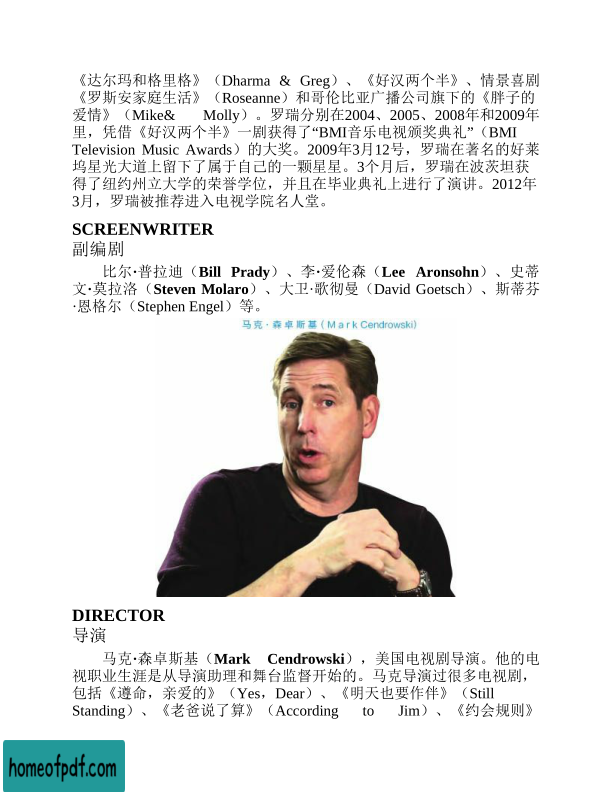 《达尔玛和格里格》（Dharma & Greg）、《好汉两个半》、情景喜剧
《罗斯安家庭生活》（Roseanne）和哥伦比亚广播公司旗下的《胖子的
爱情》（Mike& Molly）。罗瑞分别在2004、2005、2008年和2009年
里，凭借《好汉两个半》一剧获得了“BMI音乐电视颁奖典礼”（BMI
Television Music Awards）的大奖。2009年3月12号，罗瑞在著名的好莱
坞星光大道上留下了属于自己的一颗星星。3个月后，罗瑞在波茨坦获
得了纽约州立大学的荣誉学位，并且在毕业典礼上进行了演讲。2012年
3月，罗瑞被推荐进入电视学院名人堂。
SCREENWRITER
副编剧
比尔·普拉迪（Bill Prady）、李·爱伦森（Lee Aronsohn）、史蒂
文·莫拉洛（Steven Molaro）、大卫·歌彻曼（David Goetsch）、斯蒂芬
·恩格尔（Stephen Engel）等。
马克·森卓斯基（Mark Cendrowski）
DIRECTOR
导演
马克·森卓斯基（Mark Cendrowski），美国电视剧导演。他的电
视职业生涯是从导演助理和舞台监督开始的。马克导演过很多电视剧，
包括《遵命，亲爱的》（Yes，Dear）、《明天也要作伴》（Still
Standing）、《老爸说了算》（According to Jim）、《约会规则》
homeofpdf.com